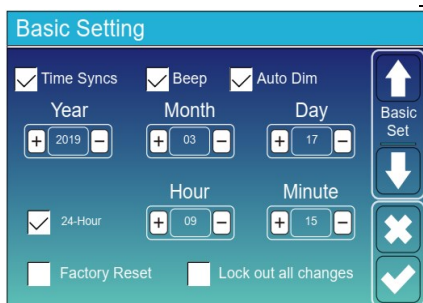 Basic Setting
Time Syncs Beep Auto Dim
Year Month Day
+ 2019 − + 03 − + 17 −
Basic
Set
Hour Minute
24-Hour + 09 − + 15 −
Factory Reset Lock out all changes